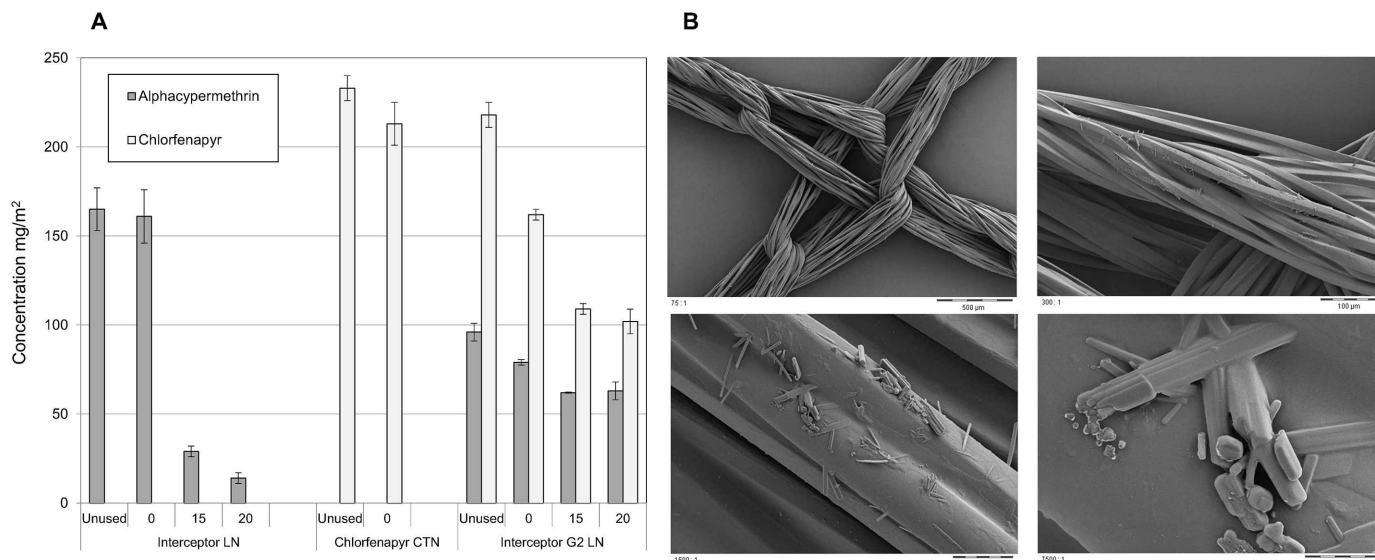 A
B
Concentration mg/m²
250
200
150
100
50
0
Alphacypermethrin
Chlorfenapyr
Unused 0 15 20 Unused 0 Unused 0 15 20
Interceptor LN Chlorfenapyr CTN Interceptor G2 LN
75 : 1 500 µm
300 : 1 100 µm
1500 : 1
7500 : 1